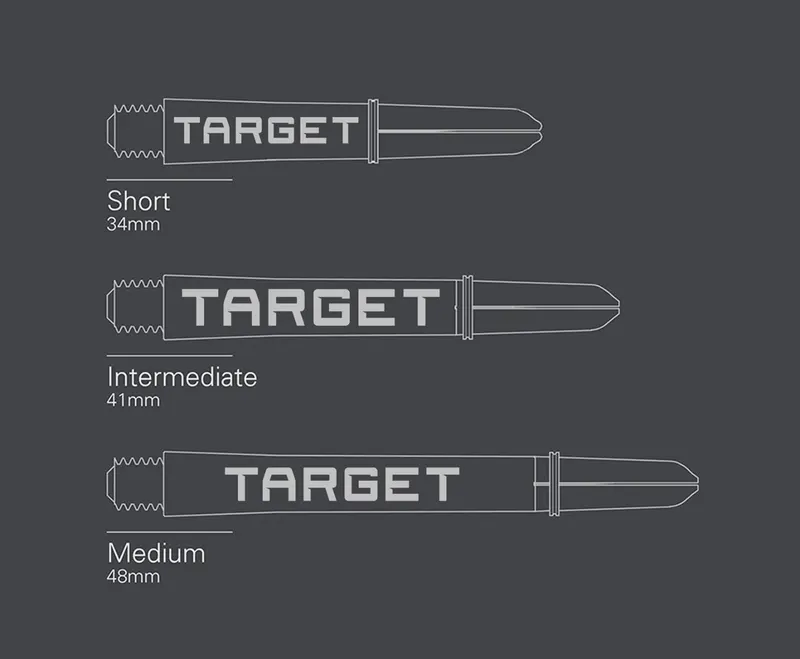 TARGET
Short
34mm
TARGET
Intermediate
41mm
TARGET
Medium
48mm